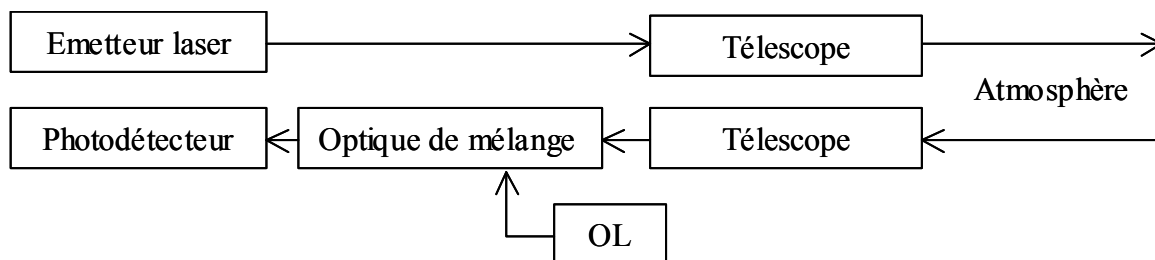 Emetteur laser
Télescope
Atmosphère
Photodétecteur
Optique de mélange
Télescope
OL